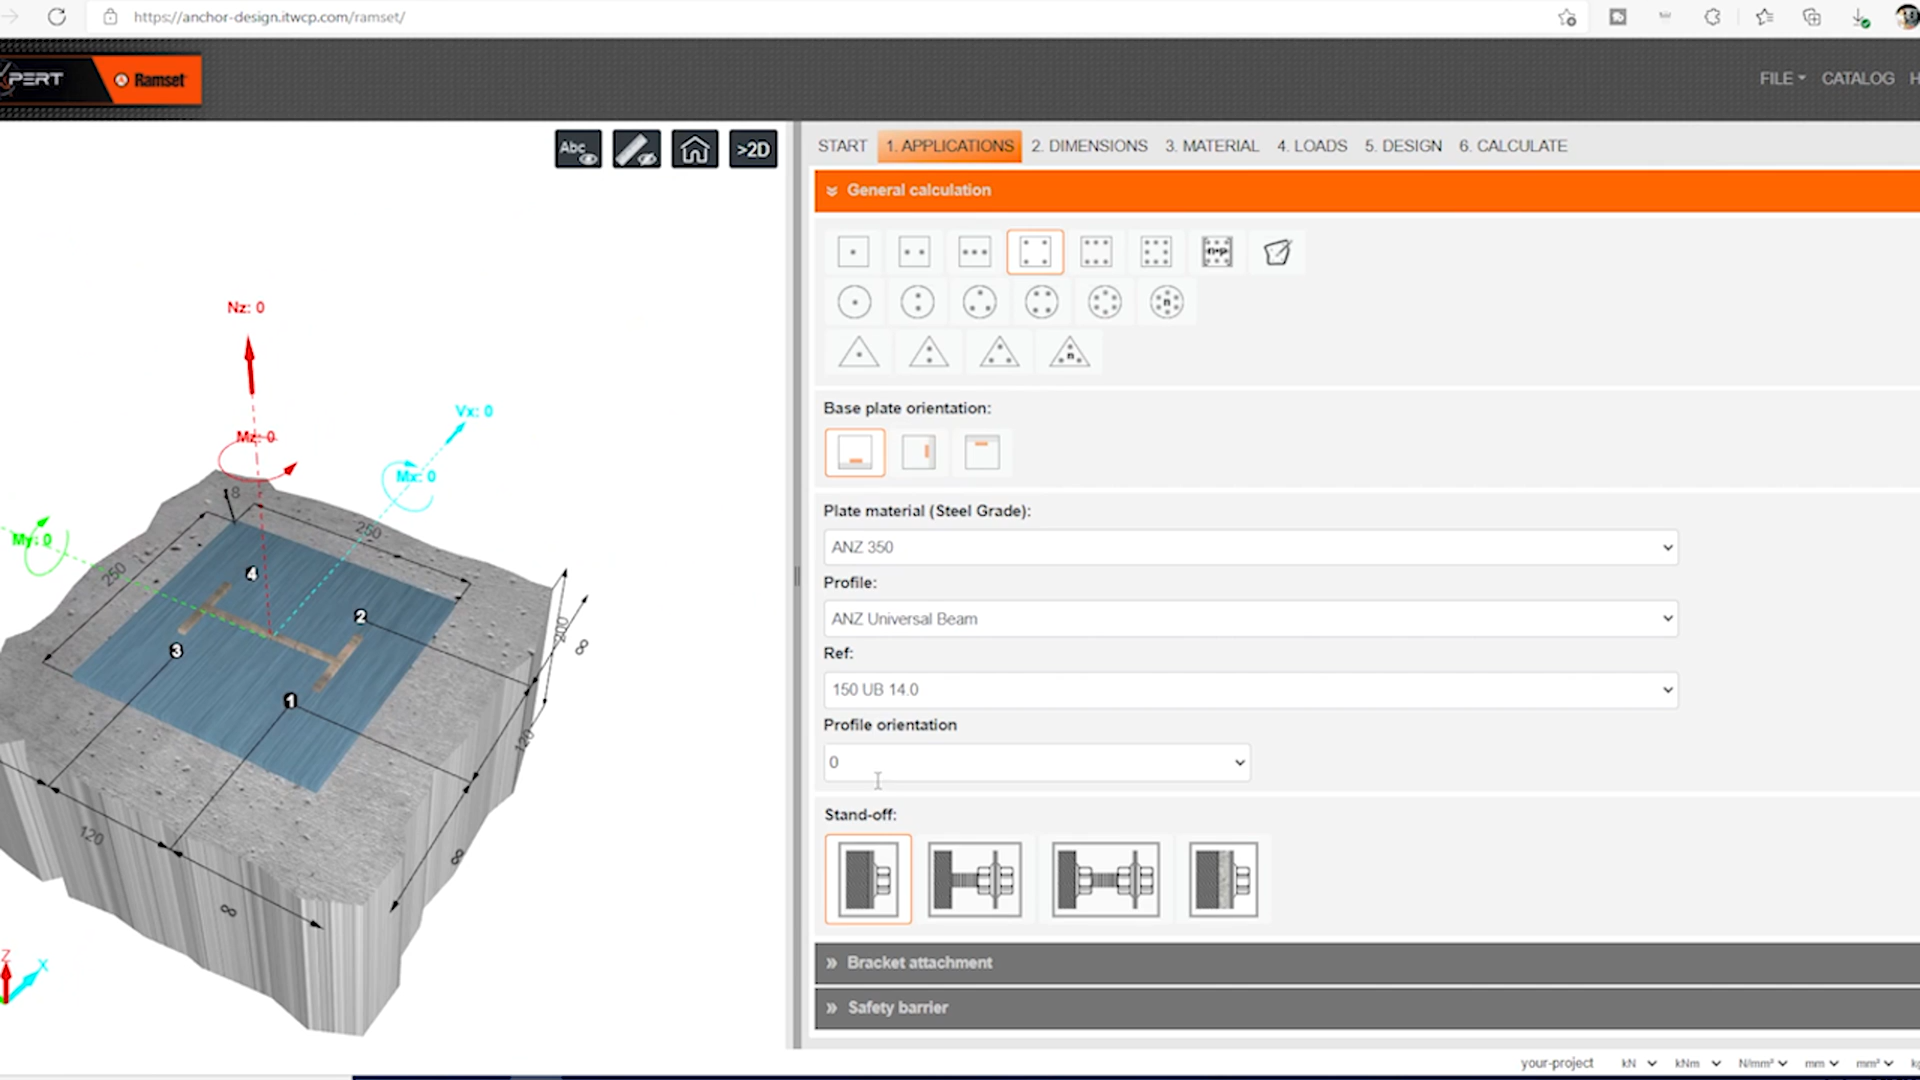 https://anchor-design.itwcp.com/ramset/
XPERT Ramset
FILE CATALOG H
Abc >2D
START 1. APPLICATIONS 2. DIMENSIONS 3. MATERIAL 4. LOADS 5. DESIGN 6. CALCULATE
General calculation
n*p
n
n
Base plate orientation:
Plate material (Steel Grade):
ANZ 350
Profile:
ANZ Universal Beam
Ref:
150 UB 14.0
Profile orientation
0
Stand-off:
Bracket attachment
Safety barrier
your-project kN kNm N/mm² mm mm²
Nz: 0
Vx: 0
Mz: 0
Mx: 0
My: 0
8
250
250
4
2
3
1
200
∞
120
120
∞
∞
Z
X